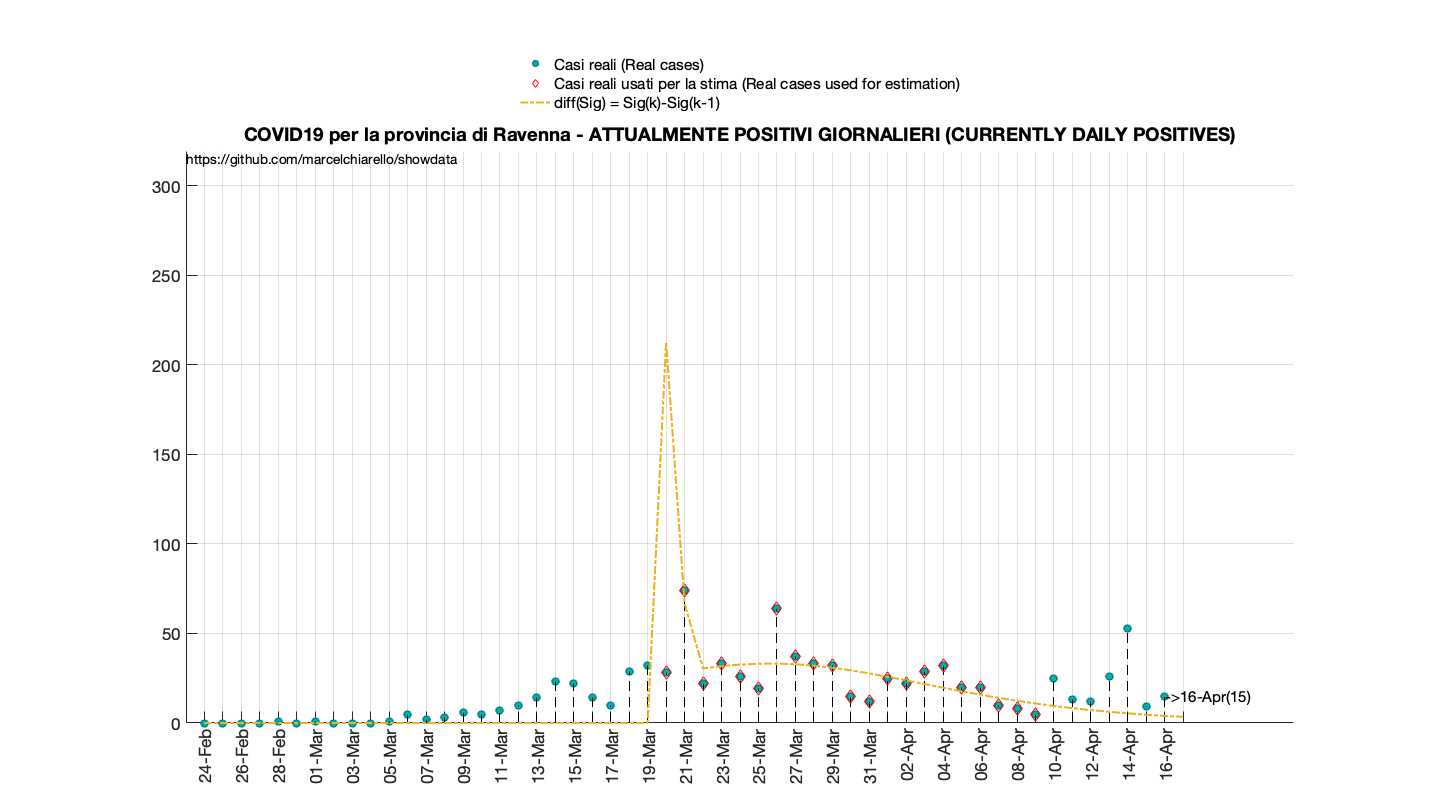 Casi reali (Real cases)
Casi reali usati per la stima (Real cases used for estimation)
diff(Sig) = Sig(k)-Sig(k-1)
COVID19 per la provincia di Ravenna - ATTUALMENTE POSITIVI GIORNALIERI (CURRENTLY DAILY POSITIVES)
https://github.com/marcelchiarello/showdata
300
250
200
150
100
50
0
->16-Apr(15)
24-Feb
26-Feb
28-Feb
01-Mar
03-Mar
05-Mar
07-Mar
09-Mar
11-Mar
13-Mar
15-Mar
17-Mar
19-Mar
21-Mar
23-Mar
25-Mar
27-Mar
29-Mar
31-Mar
02-Apr
04-Apr
06-Apr
08-Apr
10-Apr
12-Apr
14-Apr
16-Apr